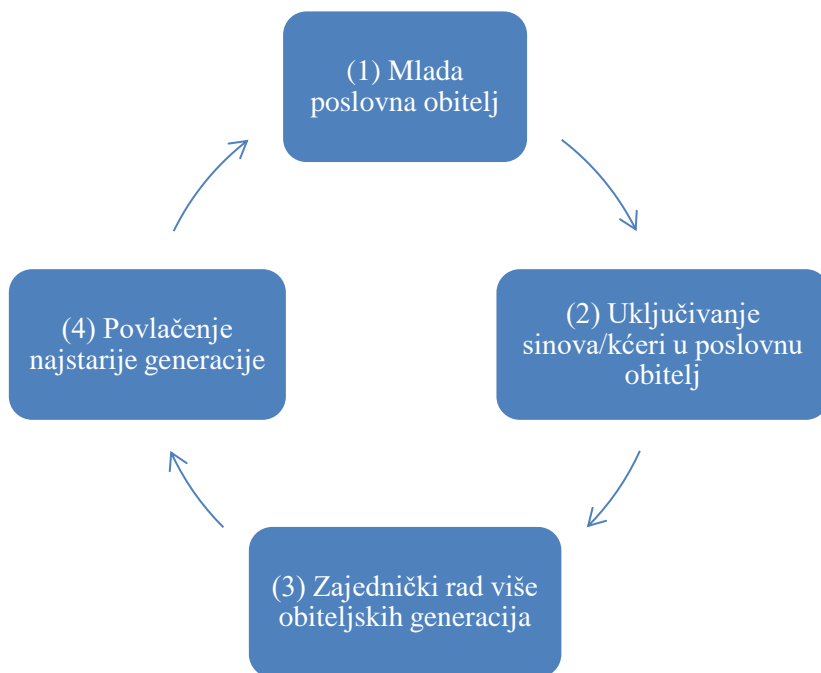 (1) Mlada
poslovna obitelj
(2) Uključivanje
sinova/kćeri u poslovnu
obitelj
(3) Zajednički rad više
obiteljskih generacija
(4) Povlačenje
najstarije generacije